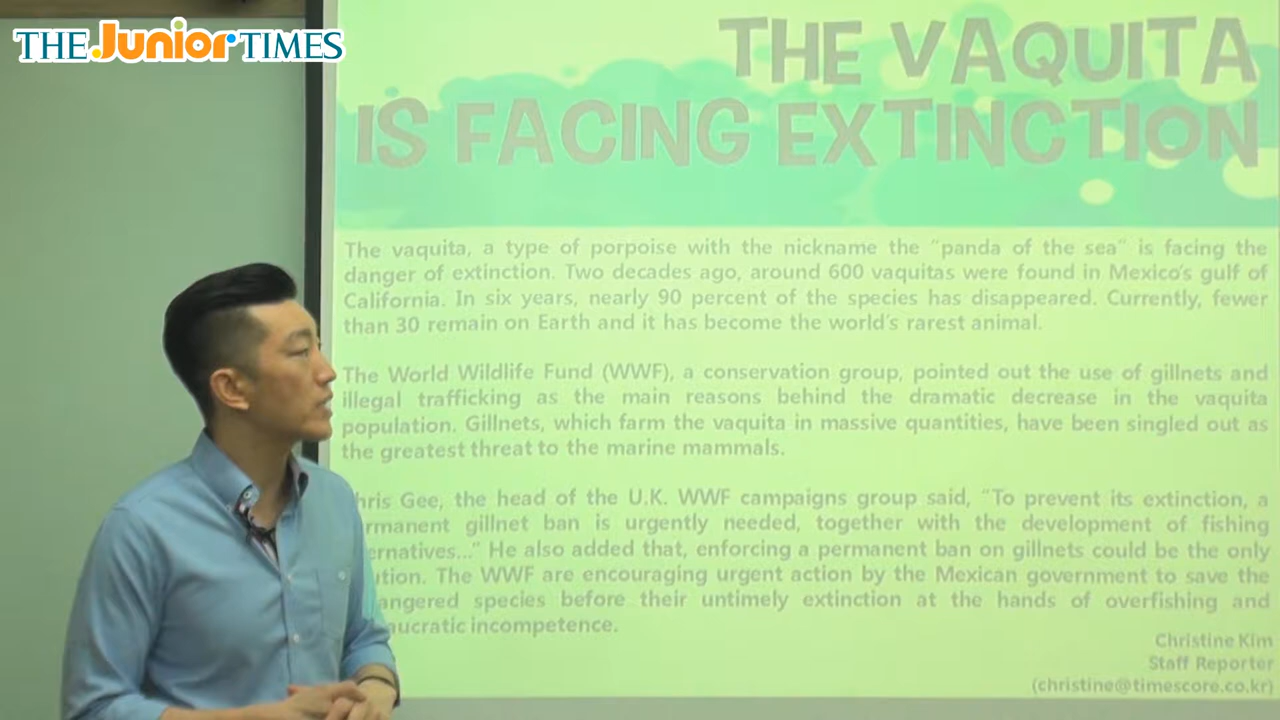 THE Junior TIMES
THE VAQUITA
IS FACING EXTINCTION
The vaquita, a type of porpoise with the nickname the "panda of the sea" is facing the
danger of extinction. Two decades ago, around 600 vaquitas were found in Mexico's gulf of
California. In six years, nearly 90 percent of the species has disappeared. Currently, fewer
than 30 remain on Earth and it has become the world's rarest animal.
The World Wildlife Fund (WWF), a conservation group, pointed out the use of gillnets and
illegal trafficking as the main reasons behind the dramatic decrease in the vaquita
population. Gillnets, which farm the vaquita in massive quantities, have been singled out as
the greatest threat to the marine mammals.
hris Gee, the head of the U.K. WWF campaigns group said, "To prevent its extinction, a
rmanent gillnet ban is urgently needed, together with the development of fishing
ernatives..." He also added that, enforcing a permanent ban on gillnets could be the only
ution. The WWF are encouraging urgent action by the Mexican government to save the
angered species before their untimely extinction at the hands of overfishing and
aucratic incompetence.
Christine Kim
Staff Reporter
(christine@timescore.co.kr)